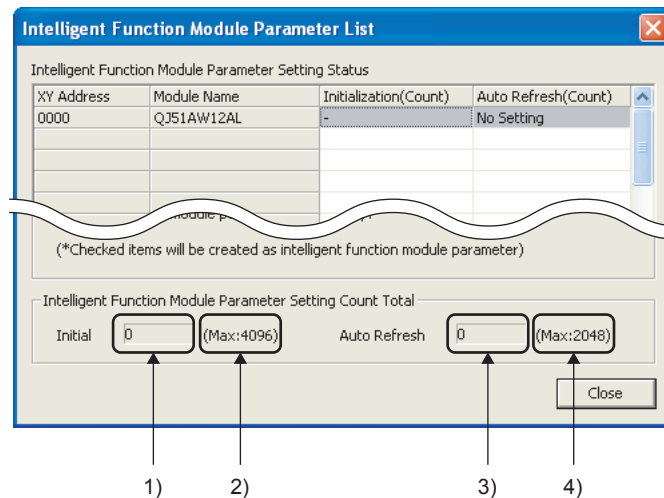 Intelligent Function Module Parameter List
Intelligent Function Module Parameter Setting Status
XY Address Module Name Initialization(Count) Auto Refresh(Count)
0000 QJ51AW12AL - No Setting
(*Checked items will be created as intelligent function module parameter)
Intelligent Function Module Parameter Setting Count Total
Initial 0 (Max:4096) Auto Refresh 0 (Max:2048)
Close
1) 2) 3) 4)